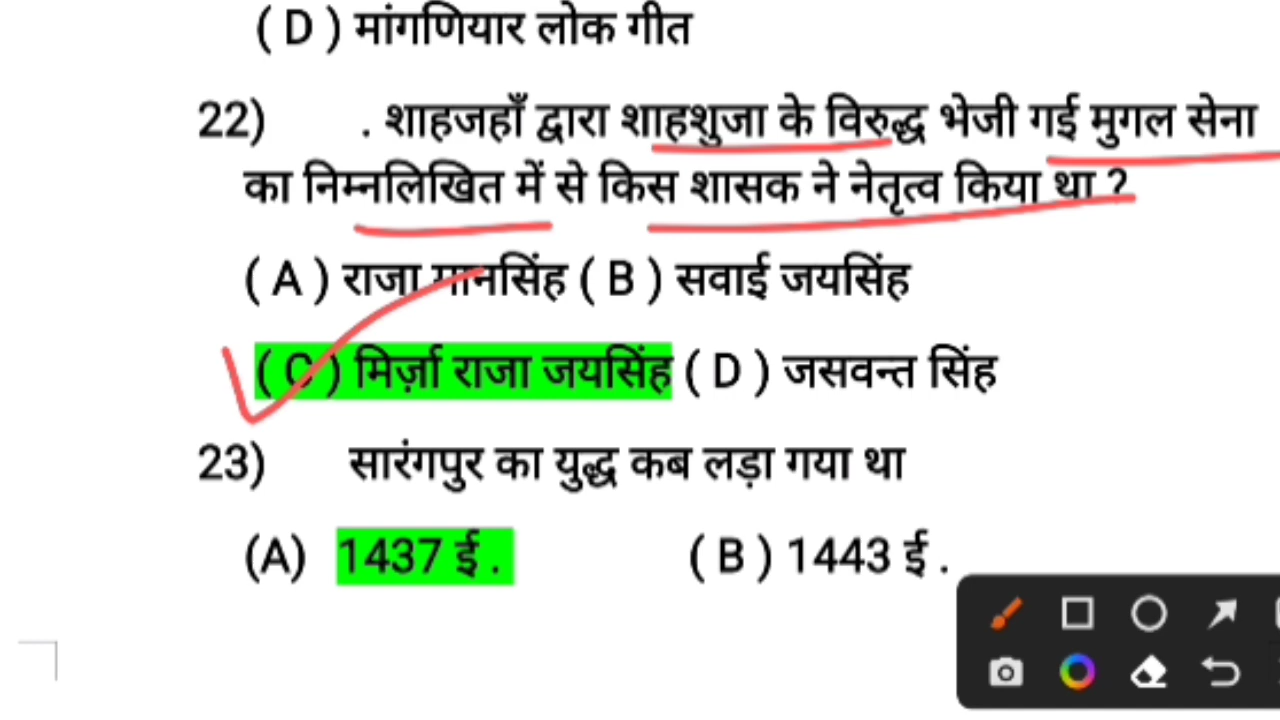 ( D ) मांगणियार लोक गीत
22) . शाहजहाँ द्वारा शाहशुजा के विरुद्ध भेजी गई मुगल सेना
का निम्नलिखित में से किस शासक ने नेतृत्व किया था ?
( A ) राजा मानसिंह ( B ) सवाई जयसिंह
( C ) मिर्ज़ा राजा जयसिंह ( D ) जसवन्त सिंह
23) सारंगपुर का युद्ध कब लड़ा गया था
(A) 1437 ई . ( B ) 1443 ई .